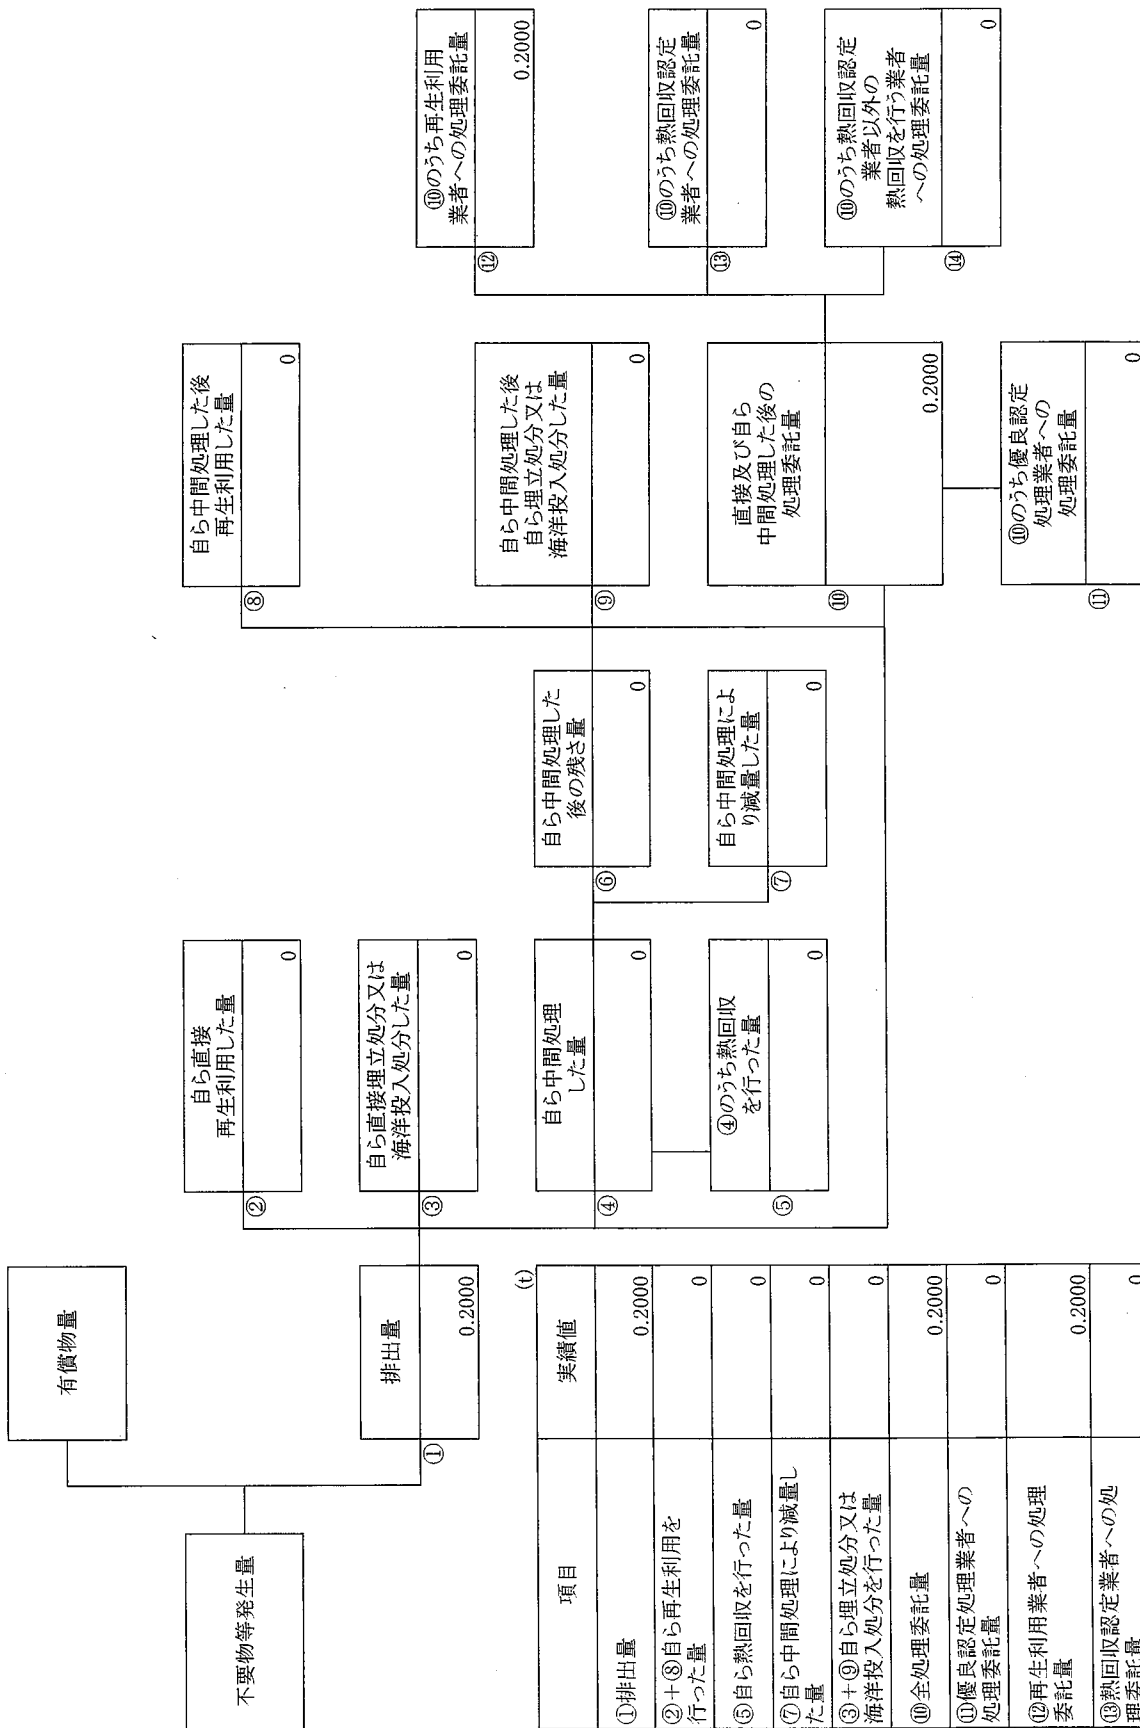 不要物等発生量
有償物量
①
排出量
0.2000
②
自ら直接
再生利用した量
0
③
自ら直接埋立処分又は
海洋投入処分した量
0
④
自ら中間処理
した量
0
⑤
④のうち熱回収
を行った量
0
⑥
自ら中間処理した
後の残さ量
0
⑦
自ら中間処理によ
り減量した量
0
⑧
自ら中間処理した後
再生利用した量
0
⑨
自ら中間処理した後
自ら埋立処分又は
海洋投入処分した量
0
⑩
直接及び自ら
中間処理した後の
処理委託量
0.2000
⑪
⑩のうち優良認定
処理業者への
処理委託量
0
⑫
⑩のうち再生利用
業者への処理委託量
0.2000
⑬
⑩のうち熱回収認定
業者への処理委託量
0
⑭
⑩のうち熱回収認定
業者以外の
熱回収を行う業者
への処理委託量
0
(t)
項目 実績値
①排出量 0.2000
②+⑧自ら再生利用を
行った量 0
⑤自ら熱回収を行った量 0
⑦自ら中間処理により減量し
た量 0
③+⑨自ら埋立処分又は
海洋投入処分を行った量 0
⑩全処理委託量 0.2000
⑪優良認定処理業者への
処理委託量 0
⑫再生利用業者への処理
委託量 0.2000
⑬熱回収認定業者への処
理委託量 0